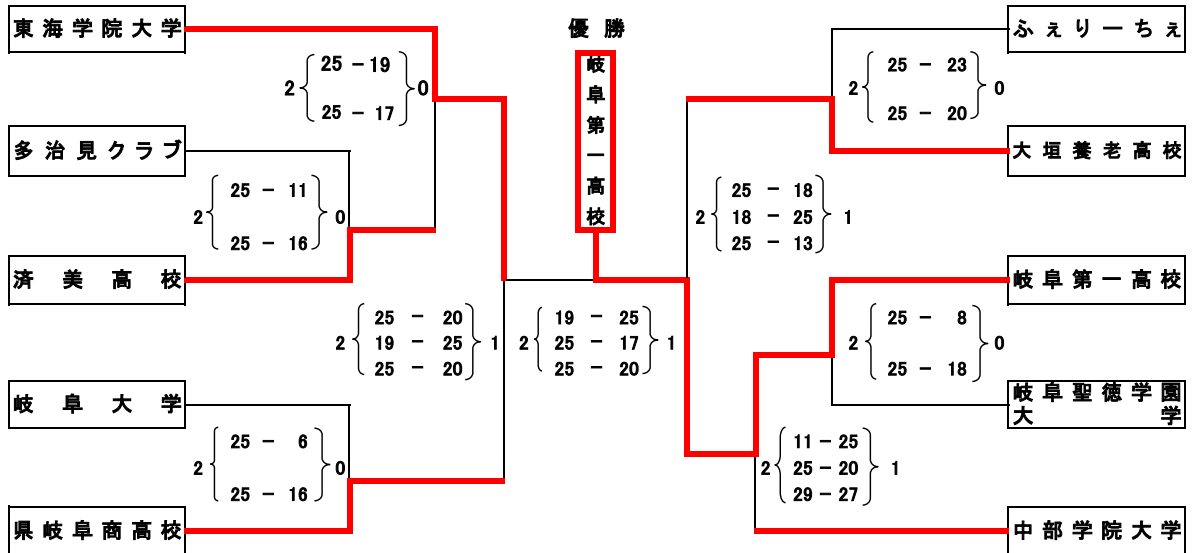 東海学院大学
2 25 - 19 0
25 - 17
多治見クラブ
2 25 - 11 0
25 - 16
済美高校
2 25 - 20 1
19 - 25
25 - 20
岐阜大学
2 25 - 6 0
25 - 16
県岐阜商高校
優勝
岐阜第一高校
2 19 - 25 1
25 - 17
25 - 20
ふぇりーちぇ
2 25 - 23 0
25 - 20
大垣養老高校
2 25 - 18 1
18 - 25
25 - 13
岐阜第一高校
2 25 - 8 0
25 - 18
岐阜聖徳学園
大学
2 11 - 25 1
25 - 20
29 - 27
中部学院大学